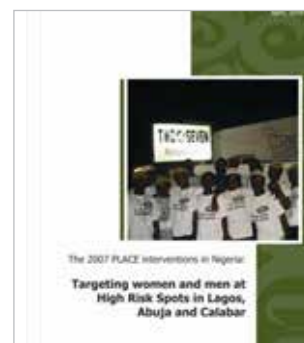 The 2007 PLACE interventions in Nigeria:
Targeting women and men at
High Risk Spots in Lagos,
Abuja and Calabar